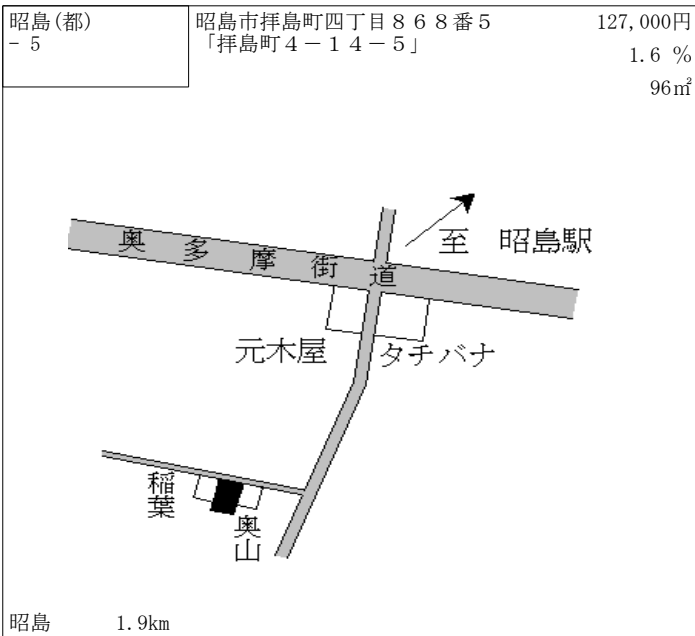 昭島(都)
－ 5
昭島市拝島町四丁目８６８番５
「拝島町４－１４－５」
127,000円
1.6 %
96㎡
奥多摩街道
至 昭島駅
元木屋
タチバナ
稲葉
奥山
昭島 1.9km